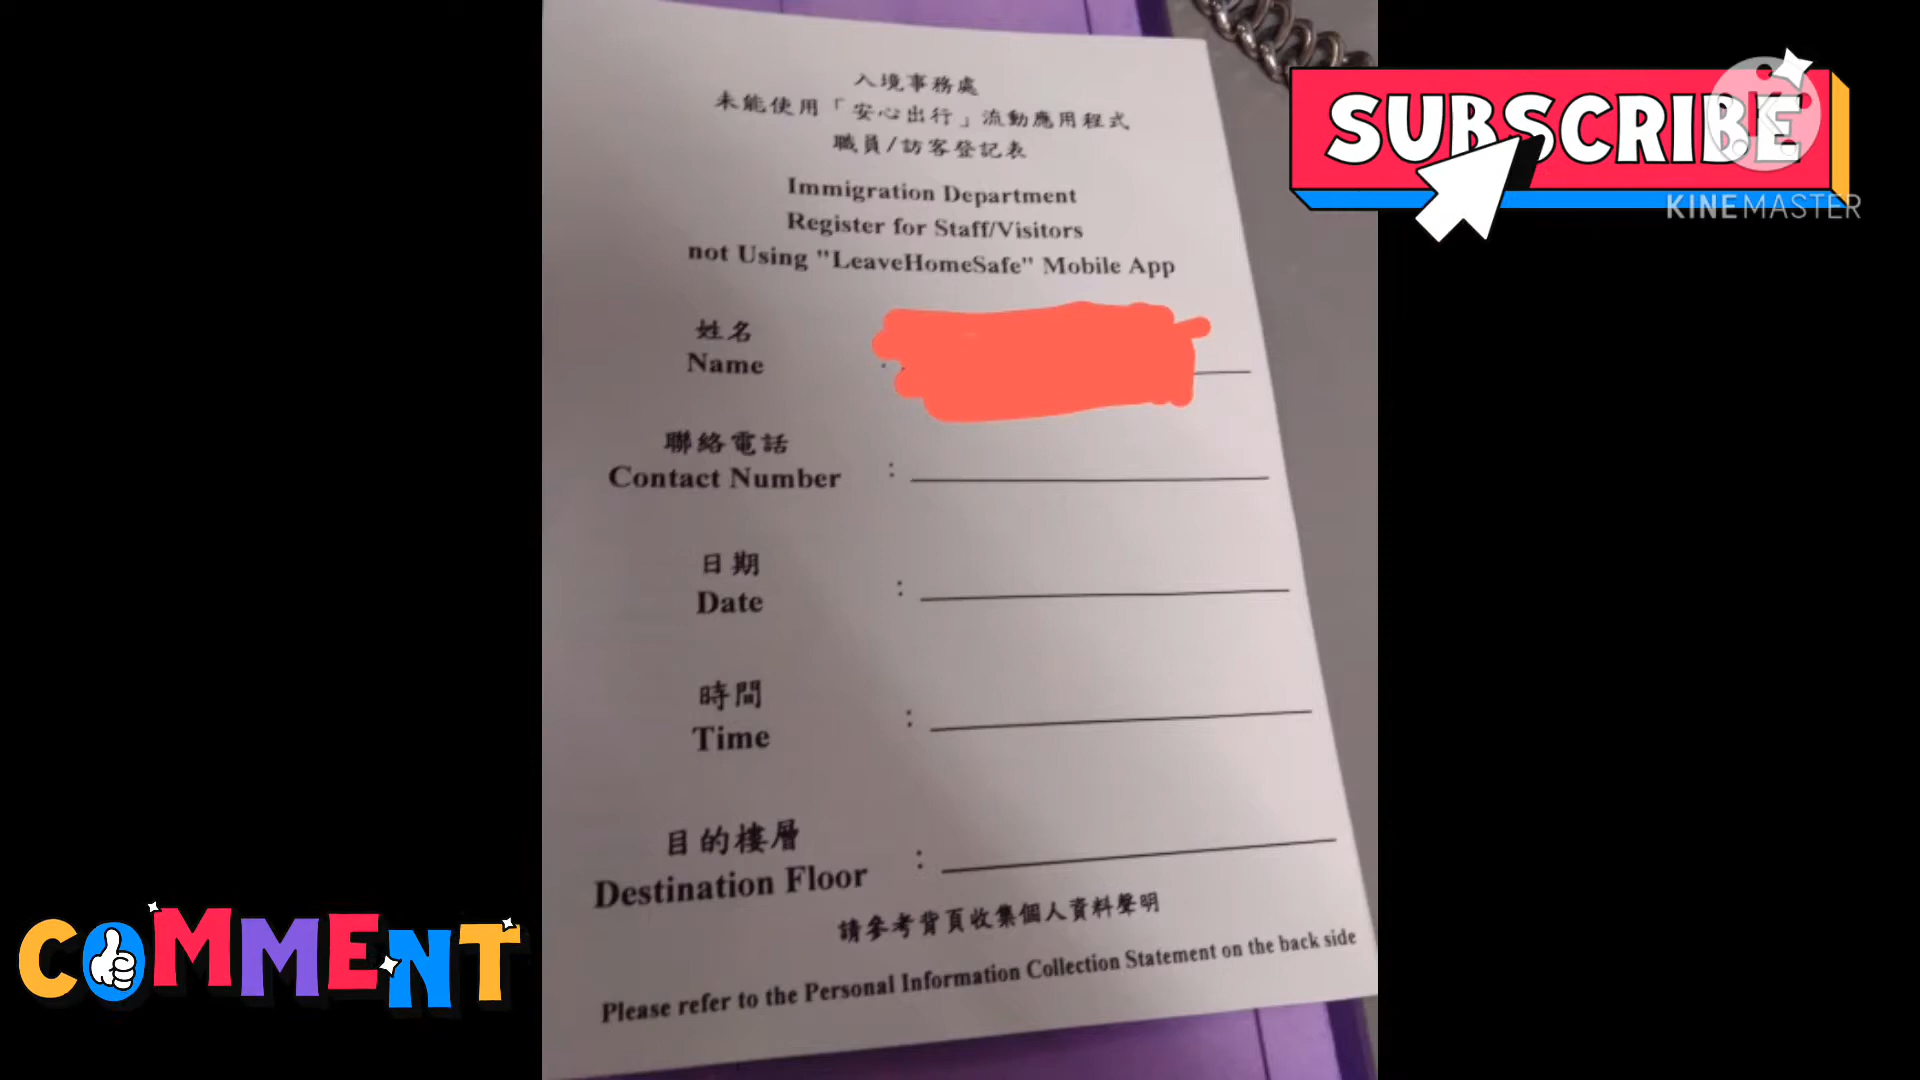 入境事務處
未能使用「安心出行」流動應用程式
職員/訪客登記表
Immigration Department
Register for Staff/Visitors
not Using "LeaveHomeSafe" Mobile App
姓名
Name :
聯絡電話
Contact Number :
日期
Date :
時間
Time :
目的樓層
Destination Floor :
請參考背頁收集個人資料聲明
Please refer to the Personal Information Collection Statement on the back side
SUBSCRIBE
KINEMASTER
COMMENT